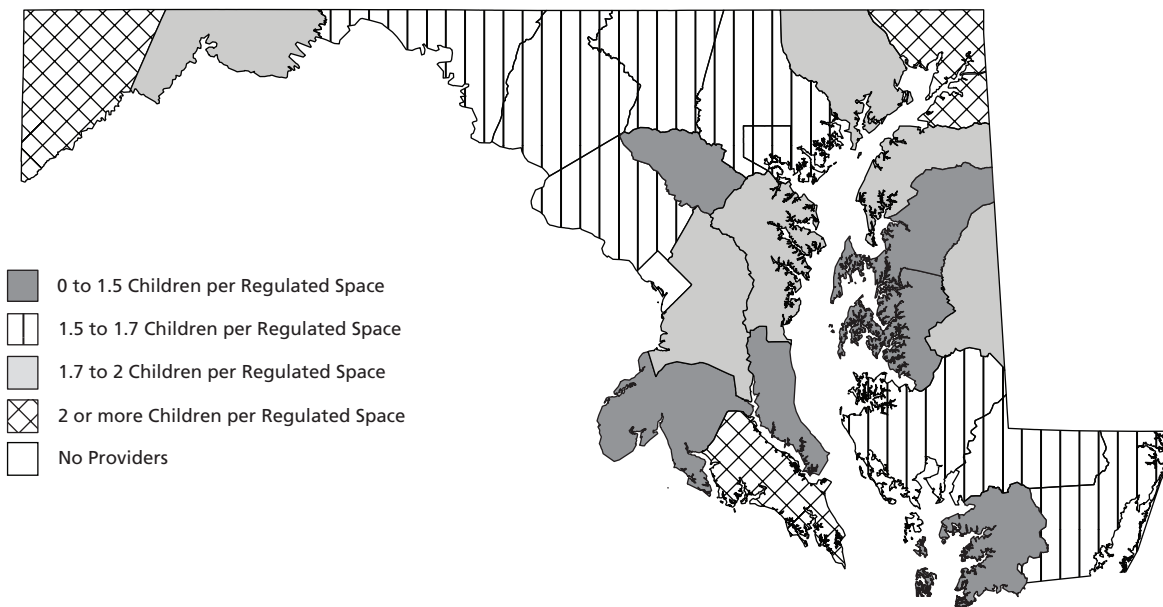 0 to 1.5 Children per Regulated Space
1.5 to 1.7 Children per Regulated Space
1.7 to 2 Children per Regulated Space
2 or more Children per Regulated Space
No Providers